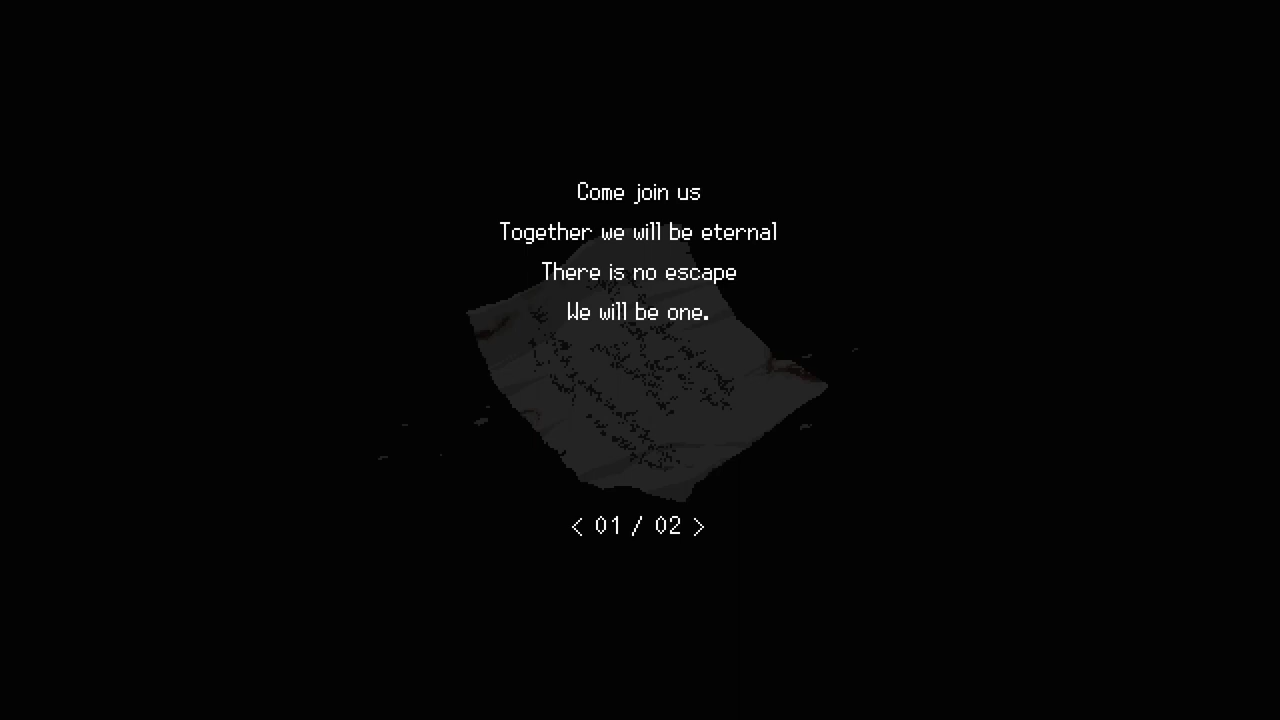 Come join us
Together we will be eternal
There is no escape
We will be one.
< 01 / 02 >